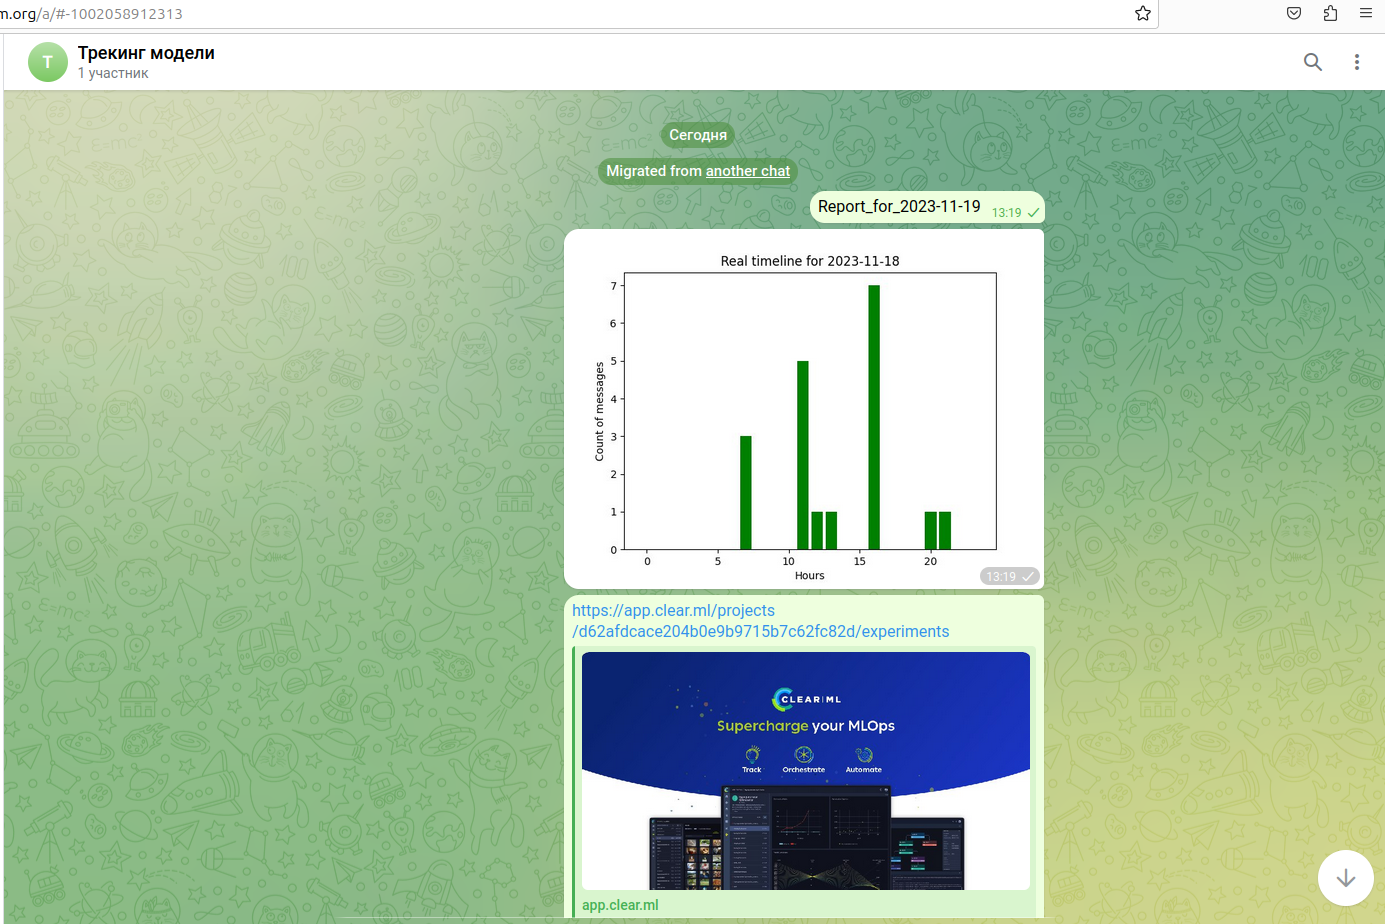 m.org/a/#-1002058912313
T
Трекинг модели
1 участник
Сегодня
Migrated from another chat
Report_for_2023-11-19 13:19
Real timeline for 2023-11-18
7
6
5
4
3
2
1
0
Count of messages
0 5 10 15 20
Hours
13:19
https://app.clear.ml/projects
/d62afdcace204b0e9b9715b7c62fc82d/experiments
CLEAR|ML
Supercharge your MLOps
Track Orchestrate Automate
app.clear.ml